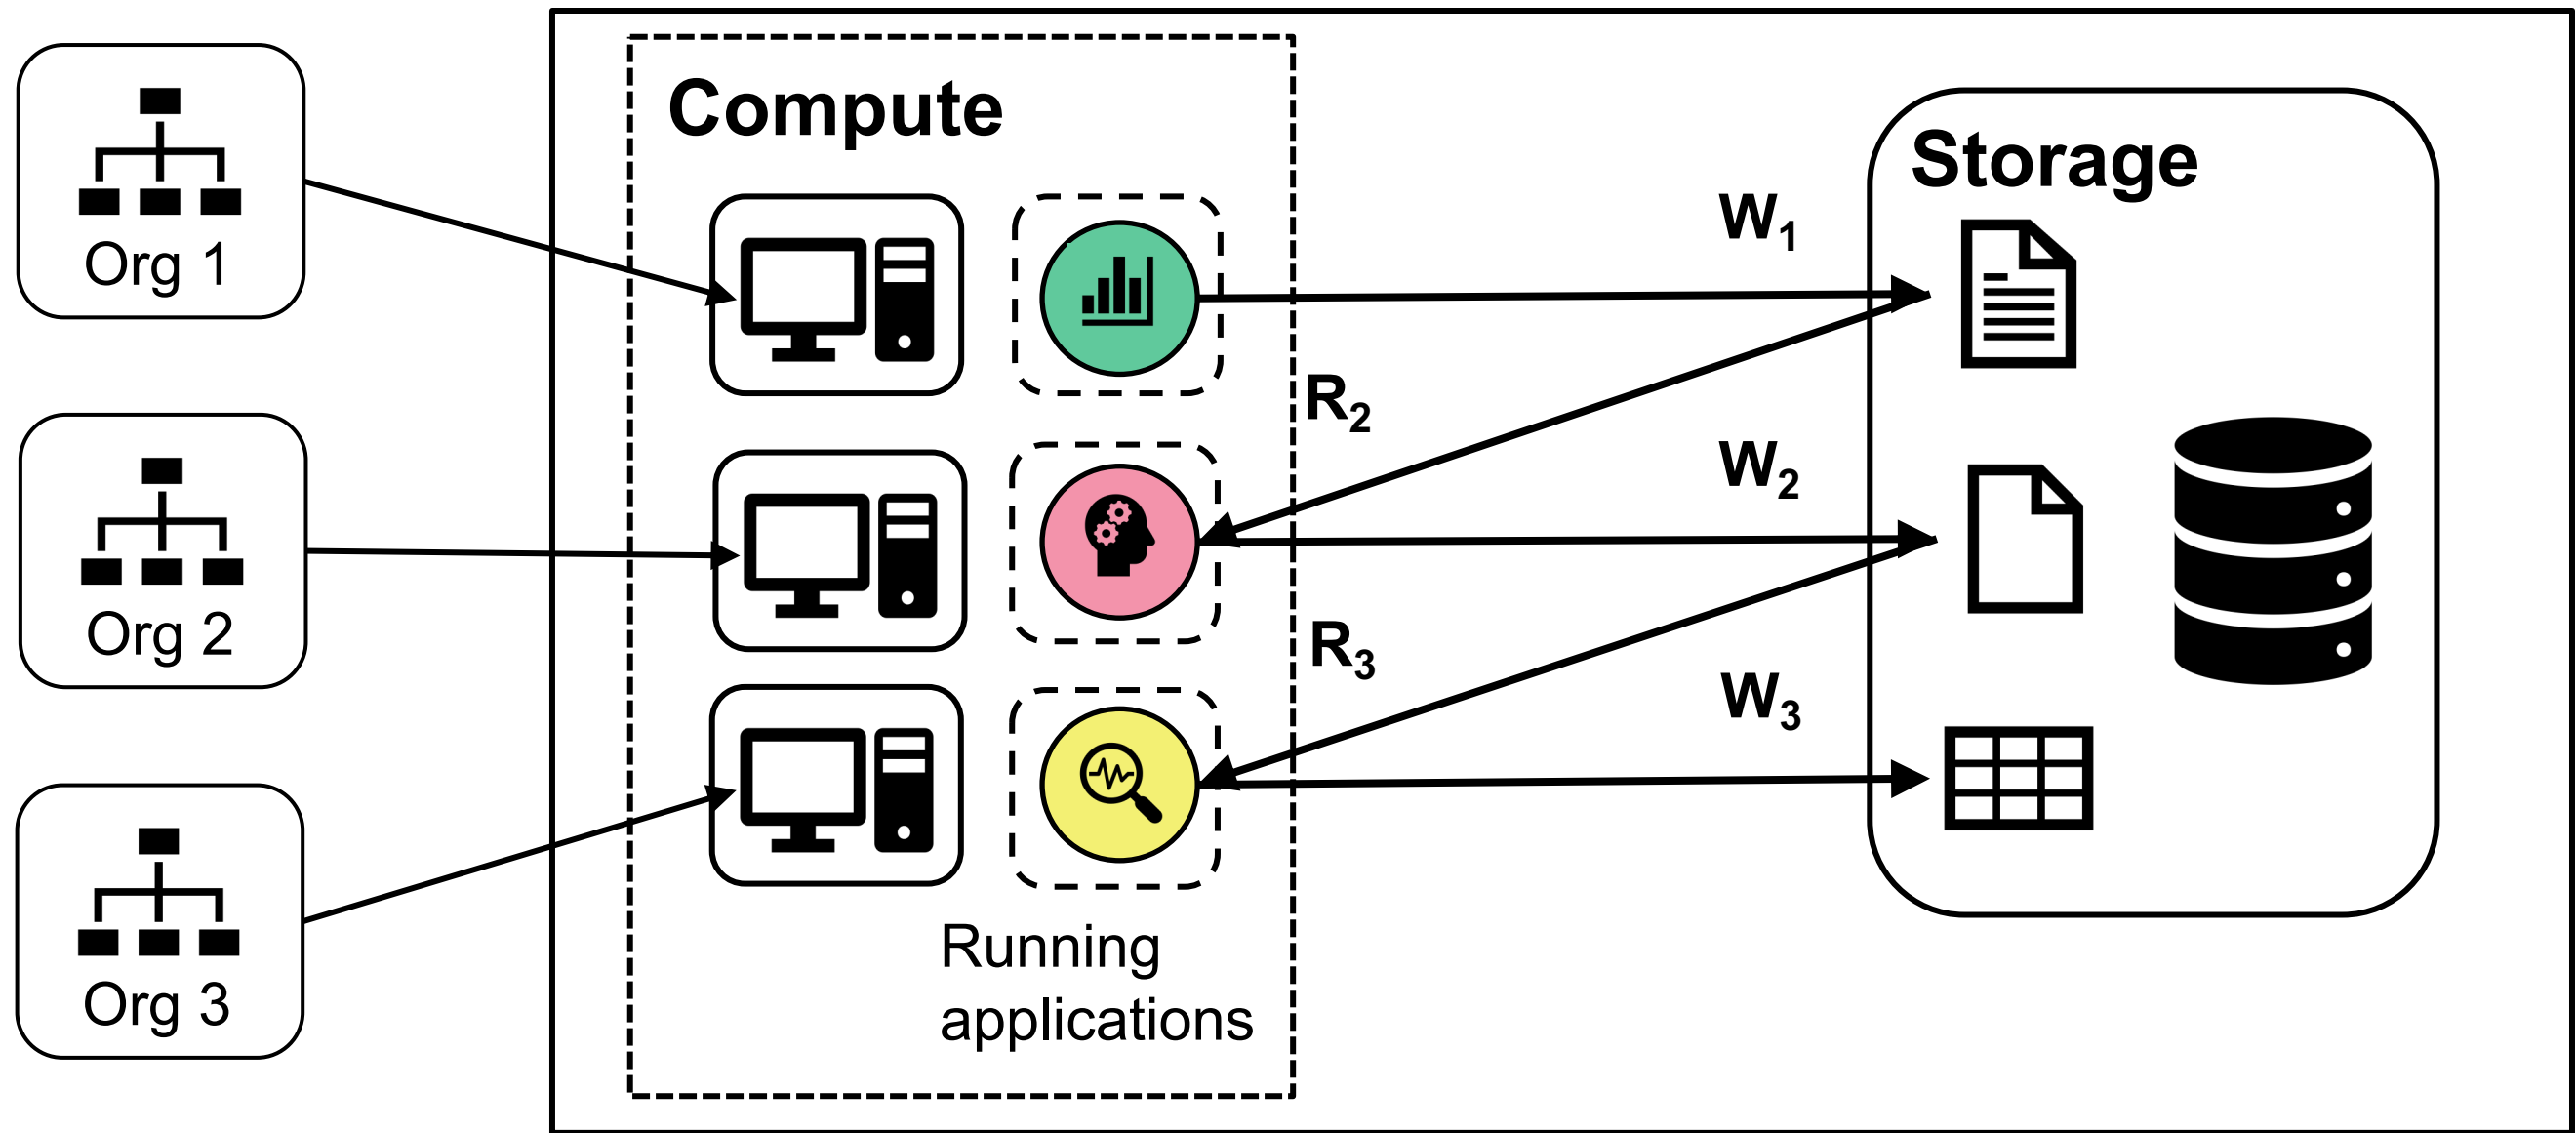 Compute
Storage
Org 1
W1
R2
Org 2
W2
R3
W3
Org 3
Running
applications